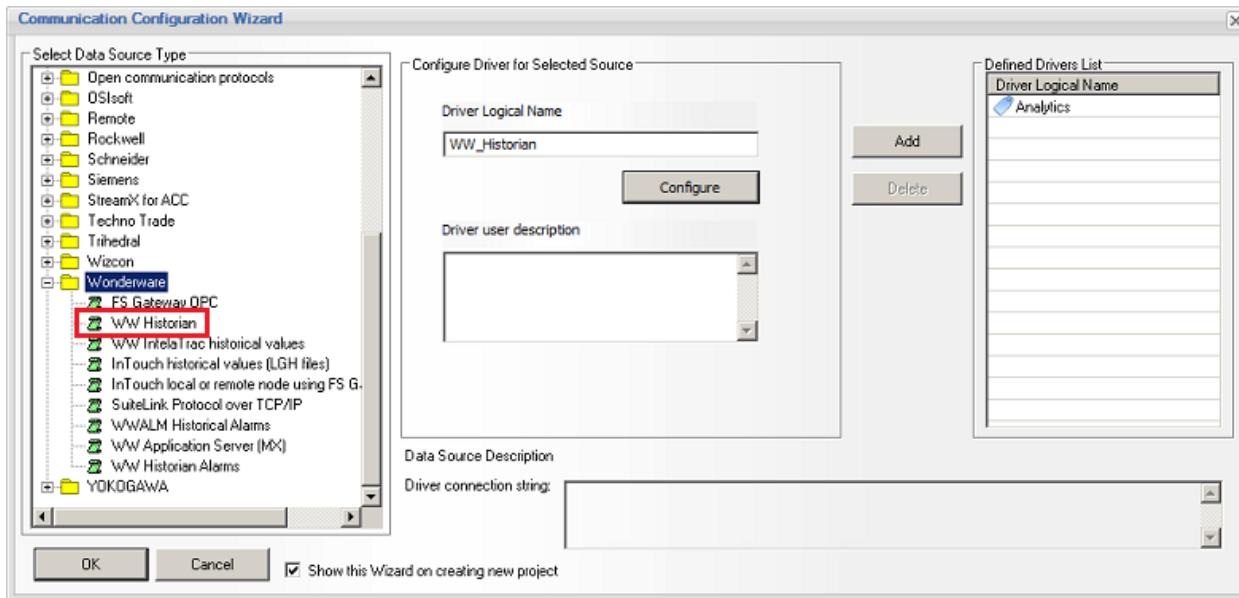 Communication Configuration Wizard
Select Data Source Type
Open communication protocols
OSIsoft
Remote
Rockwell
Schneider
Siemens
StreamX for ACC
Techno Trade
Trihedral
Wizcon
Wonderware
FS Gateway OPC
WW Historian
WW IntelaTrac historical values
InTouch historical values (LGH files)
InTouch local or remote node using FS G.
SuiteLink Protocol over TCP/IP
WWALM Historical Alarms
WW Application Server (MX)
WW Historian Alarms
YOKOGAWA
Configure Driver for Selected Source
Driver Logical Name
WW_Historian
Configure
Driver user description
Add
Delete
Defined Drivers List
Driver Logical Name
Analytics
Data Source Description
Driver connection string:
OK
Cancel
Show this Wizard on creating new project